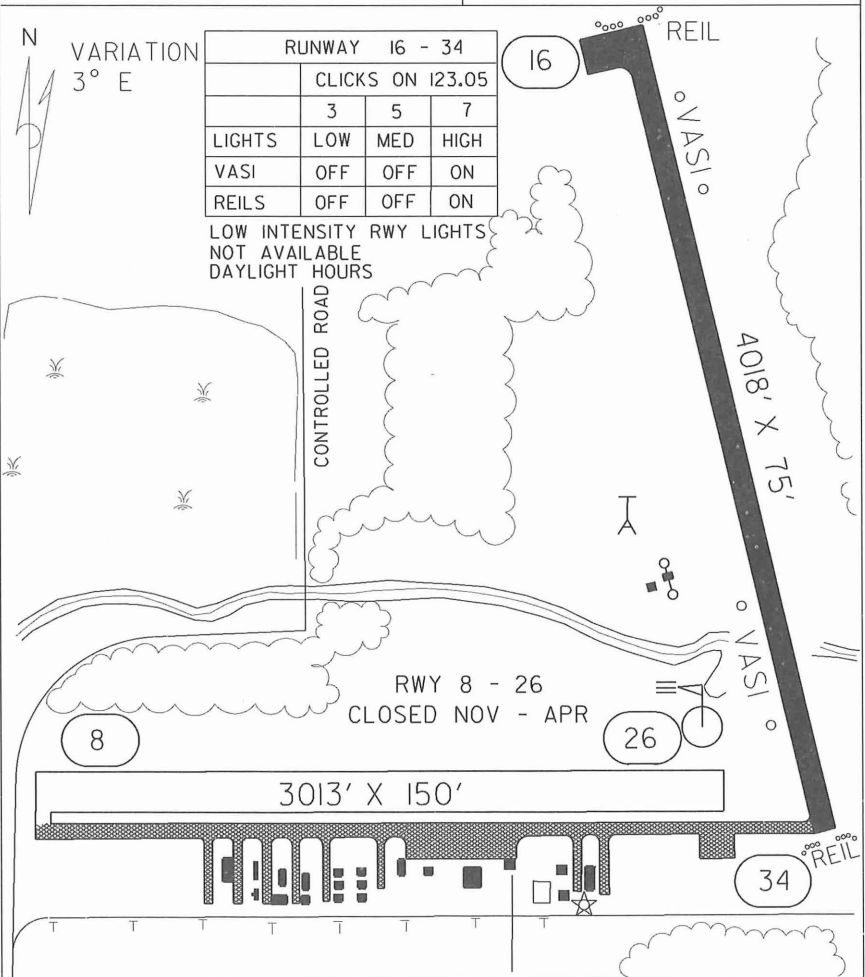 N
VARIATION
3° E
RUNWAY 16 - 34
CLICKS ON 123.05
3 5 7
LIGHTS LOW MED HIGH
VASI OFF OFF ON
REILS OFF OFF ON
LOW INTENSITY RWY LIGHTS
NOT AVAILABLE
DAYLIGHT HOURS
16
REIL
VASI
CONTROLLED ROAD
4018' X 75'
VASI
RWY 8 - 26
CLOSED NOV - APR
8
26
3013' X 150'
34
REIL